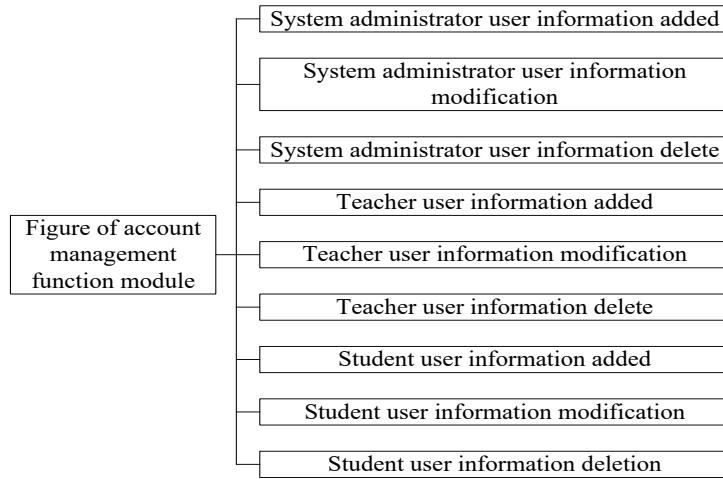 System administrator user information added
System administrator user information
modification
System administrator user information delete
Teacher user information added
Figure of account
management
function module
Teacher user information modification
Teacher user information delete
Student user information added
Student user information modification
Student user information deletion